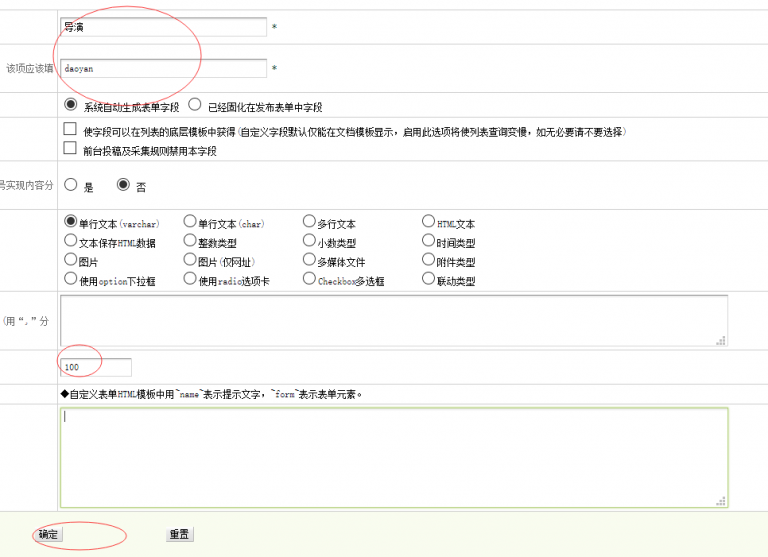 导演 *
该项应该填 daoyan *
系统自动生成表单字段 已经固化在发布表单中字段
使字段可以在列表的底层模板中获得(自定义字段默认仅能在文档模板显示，启用此选项将使列表查询变慢，如无必要请不要选择)
前台投稿及采集规则禁用本字段
号实现内容分 是 否
单行文本(varchar) 单行文本(char) 多行文本 HTML文本
文本保存HTML数据 整数类型 小数类型 时间类型
图片 图片(仅网址) 多媒体文件 附件类型
使用option下拉框 使用radio选项卡 Checkbox多选框 联动类型
(用“,”分
100
◆自定义表单HTML模板中用`name`表示提示文字，`form`表示表单元素。
确定 重置